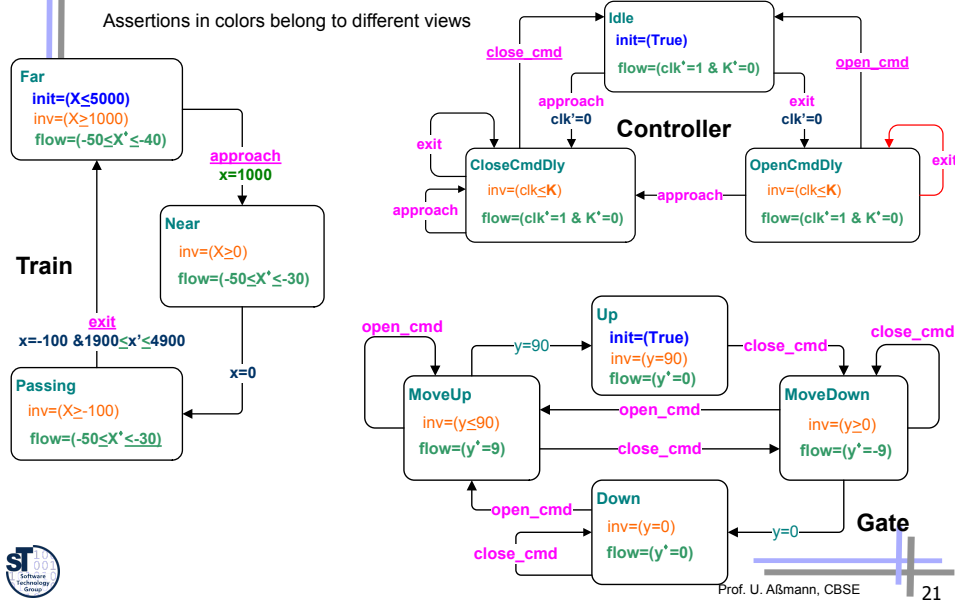 Assertions in colors belong to different views
Far
init=(X≤5000)
inv=(X≥1000)
flow=(-50≤X•≤-40)
approach
x=1000
Near
inv=(X≥0)
flow=(-50≤X•≤-30)
Train
exit
x=-100 &1900≤x'≤4900
x=0
Passing
inv=(X≥-100)
flow=(-50≤X•≤-30)
Idle
init=(True)
flow=(clk•=1 & K•=0)
close_cmd
open_cmd
approach
clk'=0
exit
clk'=0
Controller
exit
CloseCmdDly
inv=(clk≤K)
flow=(clk•=1 & K•=0)
approach
approach
OpenCmdDly
inv=(clk≤K)
flow=(clk•=1 & K•=0)
exit
open_cmd
y=90
Up
init=(True)
inv=(y=90)
flow=(y•=0)
close_cmd
close_cmd
MoveUp
inv=(y≤90)
flow=(y•=9)
open_cmd
close_cmd
MoveDown
inv=(y≥0)
flow=(y•=-9)
open_cmd
Down
inv=(y=0)
flow=(y•=0)
close_cmd
y=0
Gate
ST
Software
Technology
Group
Prof. U. Aßmann, CBSE
21